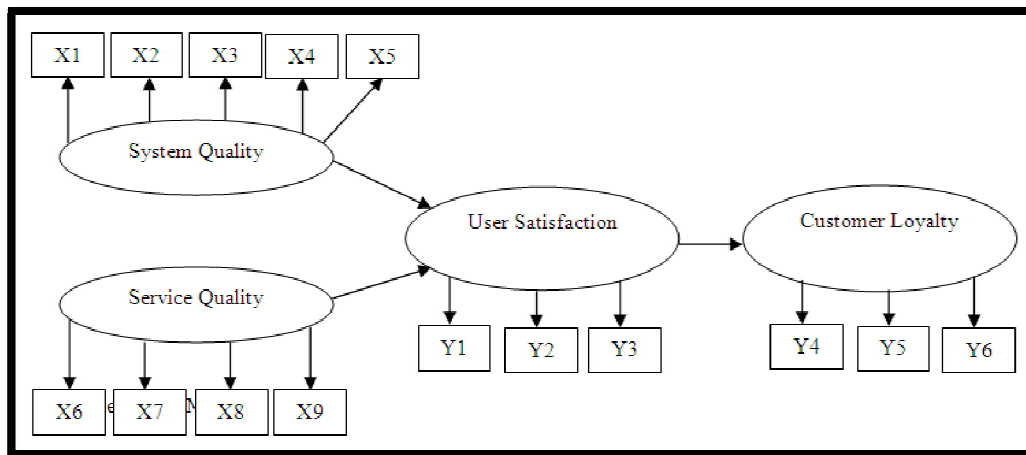 X1 X2 X3 X4 X5
System Quality
User Satisfaction
Customer Loyalty
Service Quality
Y1 Y2 Y3
Y4 Y5 Y6
X6 X7 X8 X9